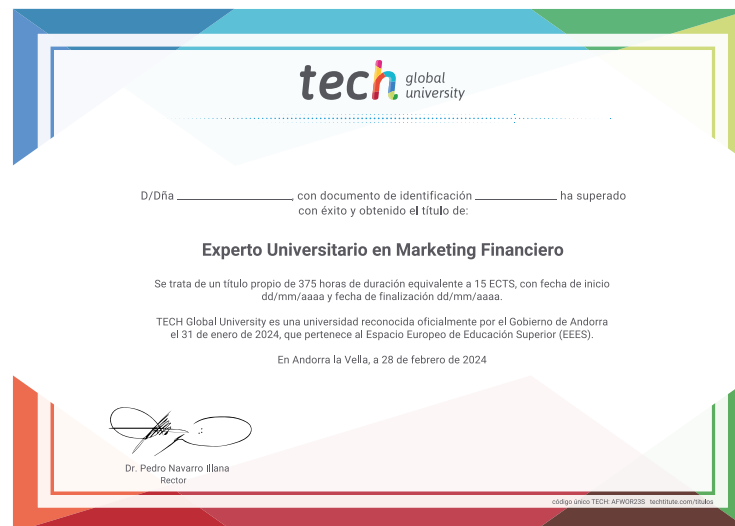 tech global university
D/Dña ____________, con documento de identificación ____________ ha superado
con éxito y obtenido el título de:
Experto Universitario en Marketing Financiero
Se trata de un título propio de 375 horas de duración equivalente a 15 ECTS, con fecha de inicio
dd/mm/aaaa y fecha de finalización dd/mm/aaaa.
TECH Global University es una universidad reconocida oficialmente por el Gobierno de Andorra
el 31 de enero de 2024, que pertenece al Espacio Europeo de Educación Superior (EEES).
En Andorra la Vella, a 28 de febrero de 2024
Dr. Pedro Navarro Illana
Rector
código único TECH: AFWOR23S techtitute.com/titulos